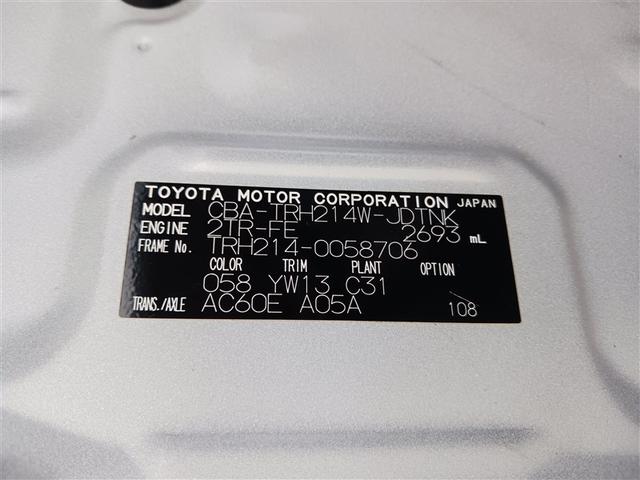 TOYOTA MOTOR CORPORATION JAPAN
MODEL CBA-TRH214W-JDTNK
ENGINE 2TR-FE 2693 mL
FRAME No. TRH214-0058706
COLOR TRIM PLANT OPTION
058 YW13 C31
TRANS./AXLE AC60E A05A 108